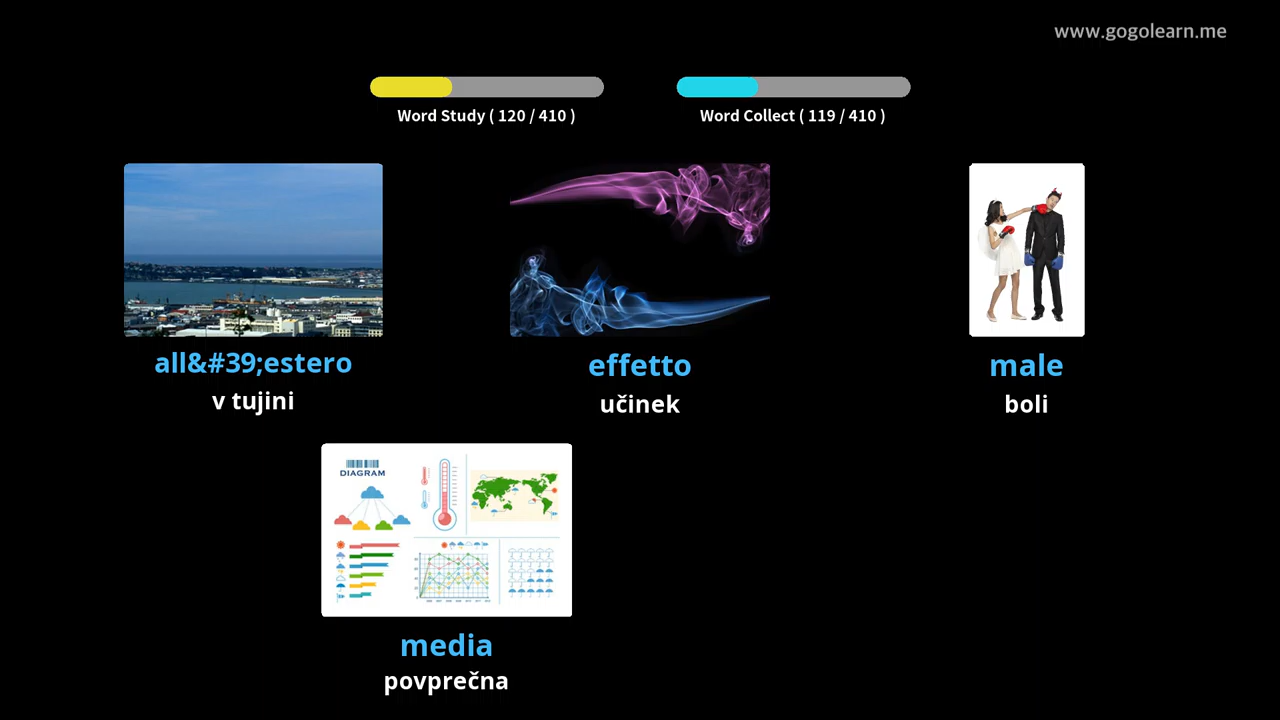 www.gogolearn.me
Word Study ( 120 / 410 )
Word Collect ( 119 / 410 )
all&#39;estero
v tujini
effetto
učinek
male
boli
DIAGRAM
media
povprečna